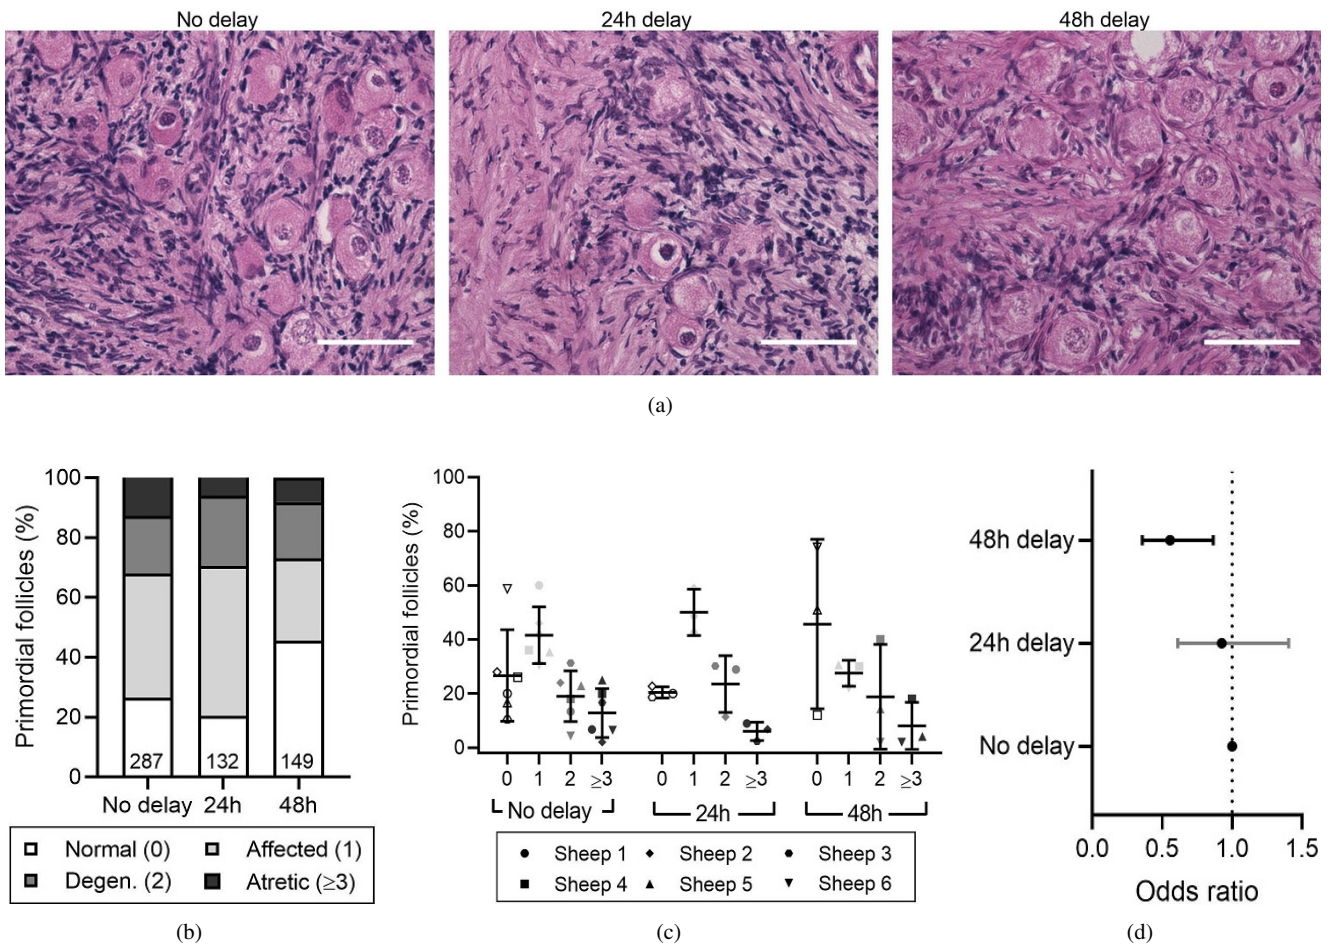 No delay
24h delay
48h delay
(a)
Primordial follicles (%)
100
80
60
40
20
0
287
132
149
No delay
24h
48h
Normal (0)
Affected (1)
Degen. (2)
Atretic (≥3)
(b)
Primordial follicles (%)
100
80
60
40
20
0
0 1 2 ≥3
0 1 2 ≥3
0 1 2 ≥3
No delay
24h
48h
Sheep 1
Sheep 2
Sheep 3
Sheep 4
Sheep 5
Sheep 6
(c)
48h delay
24h delay
No delay
0.0 0.5 1.0 1.5
Odds ratio
(d)